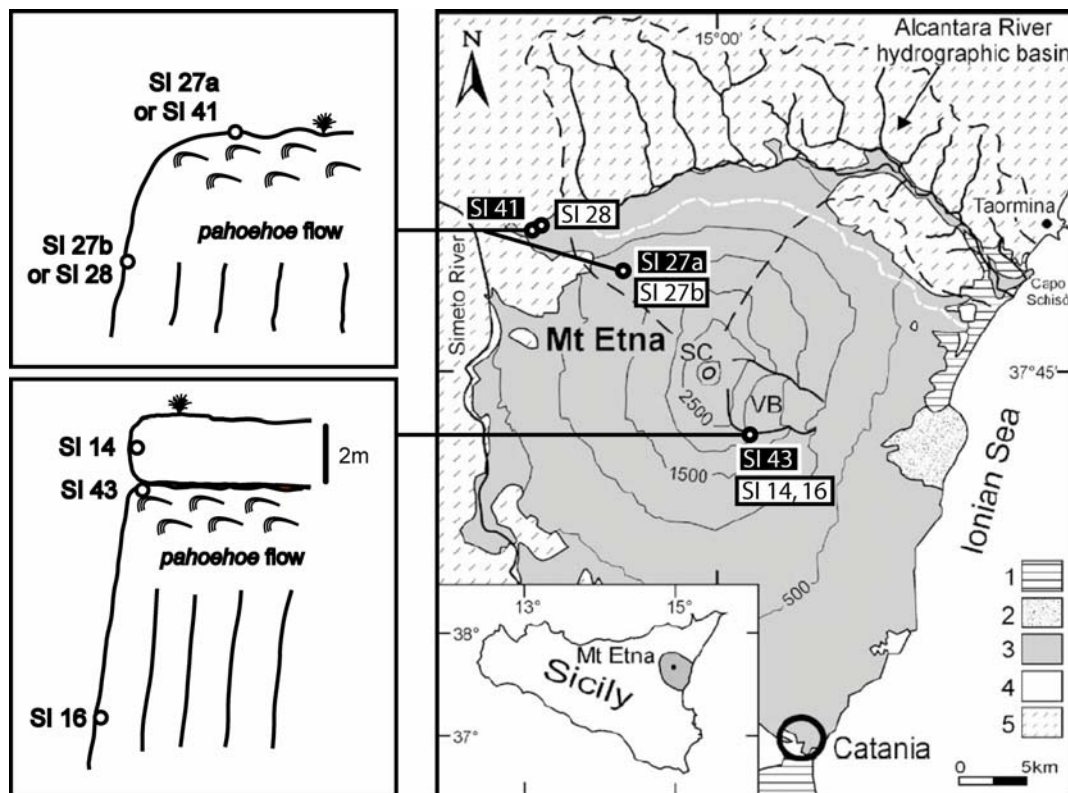 SI 27a
or SI 41
SI 27b
or SI 28
pahoehoe flow
SI 14
SI 43
2m
pahoehoe flow
SI 16
N
15°00'
Alcantara River
hydrographic basin
SI 41
SI 28
SI 27a
SI 27b
Taormina
Capo
Schisò
Simeto River
Mt Etna
SC
2500
VB
37°45'
SI 43
SI 14, 16
1500
500
Ionian Sea
1
2
3
4
5
13°
15°
38°
Mt Etna
Sicily
37°
Catania
0
5km